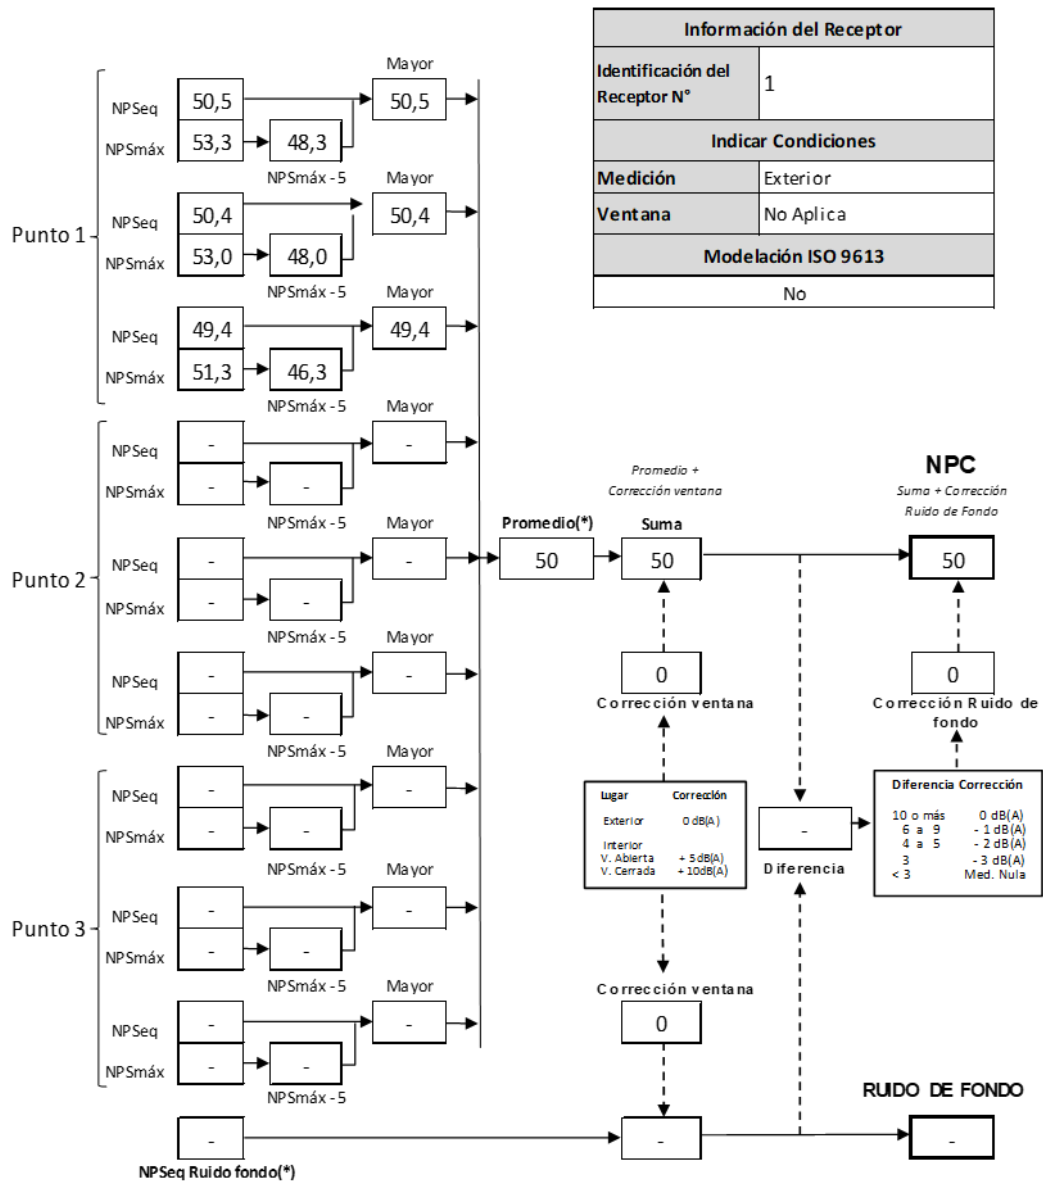 Información del Receptor
Identificación del Receptor N°
1
Indicar Condiciones
Medición
Exterior
Ventana
No Aplica
Modelación ISO 9613
No
Punto 1
Mayor
NPSeq
50,5
50,5
NPSmáx
53,3
48,3
NPSmáx - 5
Mayor
NPSeq
50,4
50,4
NPSmáx
53,0
48,0
NPSmáx - 5
Mayor
NPSeq
49,4
49,4
NPSmáx
51,3
46,3
NPSmáx - 5
Punto 2
Mayor
NPSeq
-
-
NPSmáx
-
-
NPSmáx - 5
Mayor
NPSeq
-
-
NPSmáx
-
-
NPSmáx - 5
Mayor
NPSeq
-
-
NPSmáx
-
-
NPSmáx - 5
Punto 3
Mayor
NPSeq
-
-
NPSmáx
-
-
NPSmáx - 5
Mayor
NPSeq
-
-
NPSmáx
-
-
NPSmáx - 5
Mayor
NPSeq
-
-
NPSmáx
-
-
NPSmáx - 5
Promedio(*)
50
Promedio +
Corrección ventana
Suma
50
0
Corrección ventana
NPC
Suma + Corrección
Ruido de Fondo
50
0
Corrección Ruido de
fondo
Lugar Corrección
Exterior 0 dB(A)
Interior
V. Abierta + 5dB(A)
V. Cerrada + 10dB(A)
-
Diferencia
Diferencia Corrección
10 o más 0 dB(A)
6 a 9 - 1 dB(A)
4 a 5 - 2 dB(A)
3 - 3 dB(A)
< 3 Med. Nula
Corrección ventana
0
RUIDO DE FONDO
-
-
-
NPSeq Ruido fondo(*)